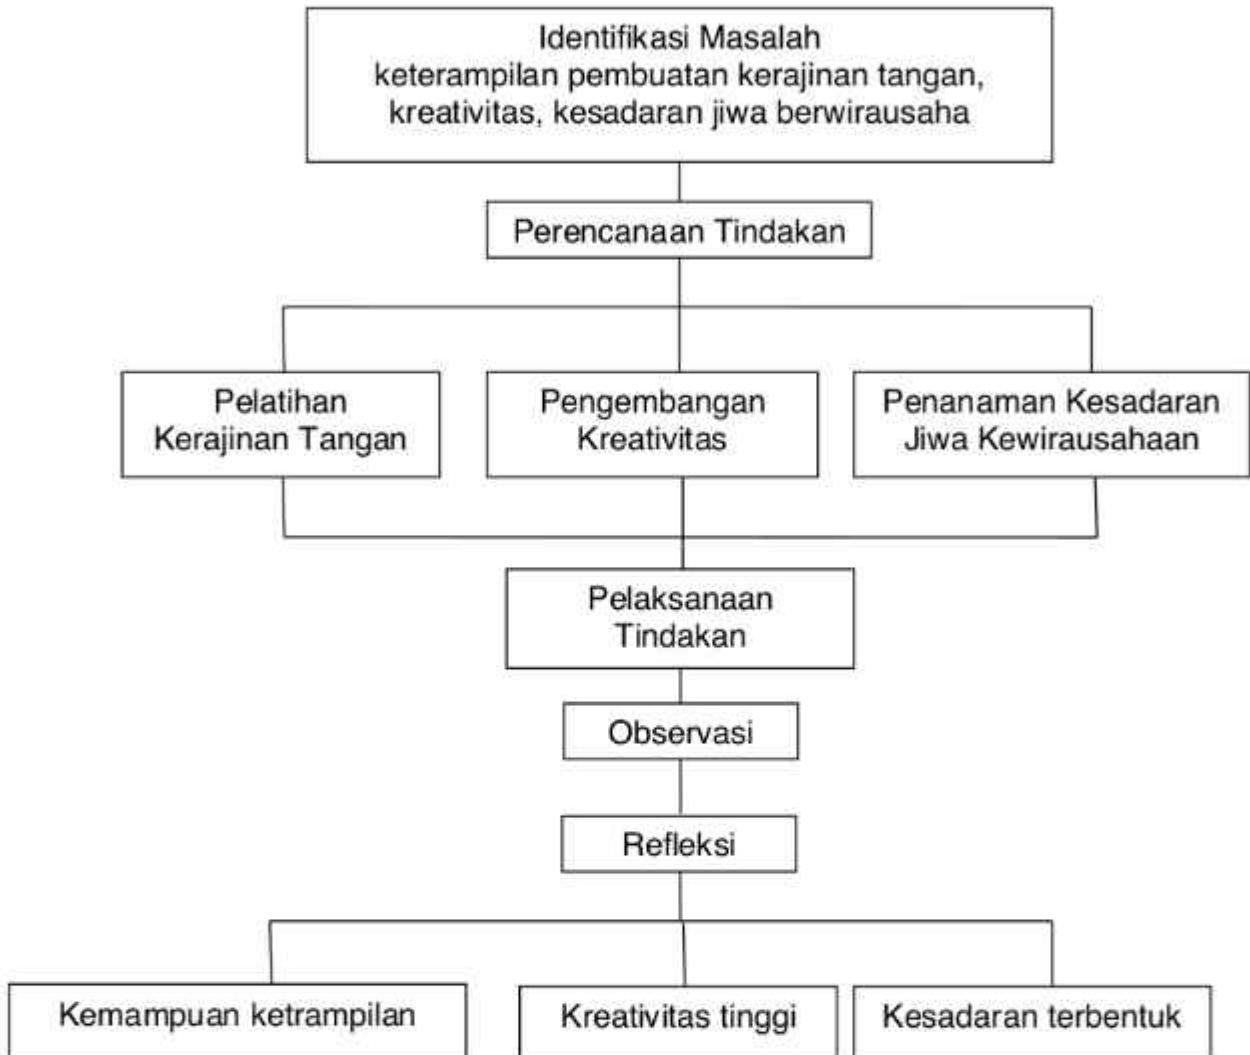 Identifikasi Masalah
keterampilan pembuatan kerajinan tangan,
kreativitas, kesadaran jiwa berwirausaha
Perencanaan Tindakan
Pelatihan
Kerajinan Tangan
Pengembangan
Kreativitas
Penanaman Kesadaran
Jiwa Kewirausahaan
Pelaksanaan
Tindakan
Observasi
Refleksi
Kemampuan ketrampilan
Kreativitas tinggi
Kesadaran terbentuk